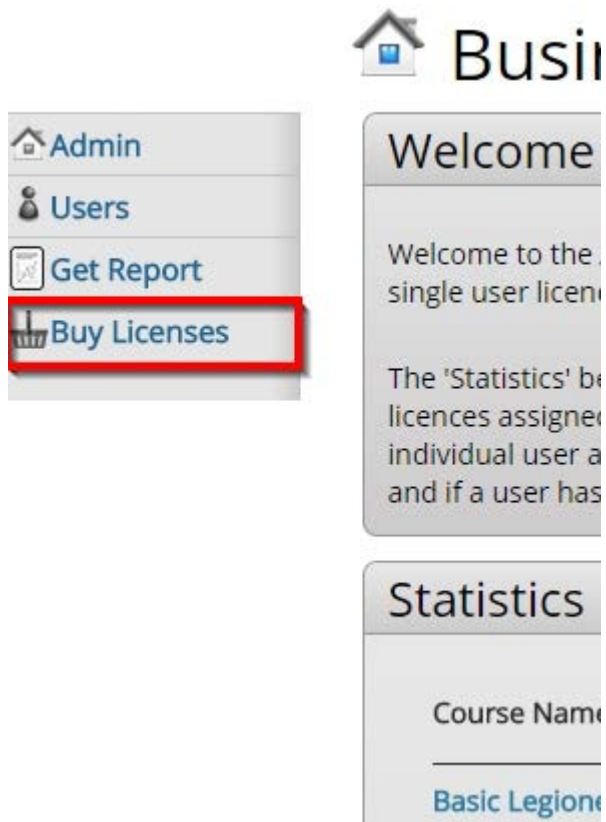 Busi
Admin
Users
Get Report
Buy Licenses
Welcome
Welcome to the
single user licen
The 'Statistics' be
licences assigned
individual user a
and if a user has
Statistics
Course Name
Basic Legione